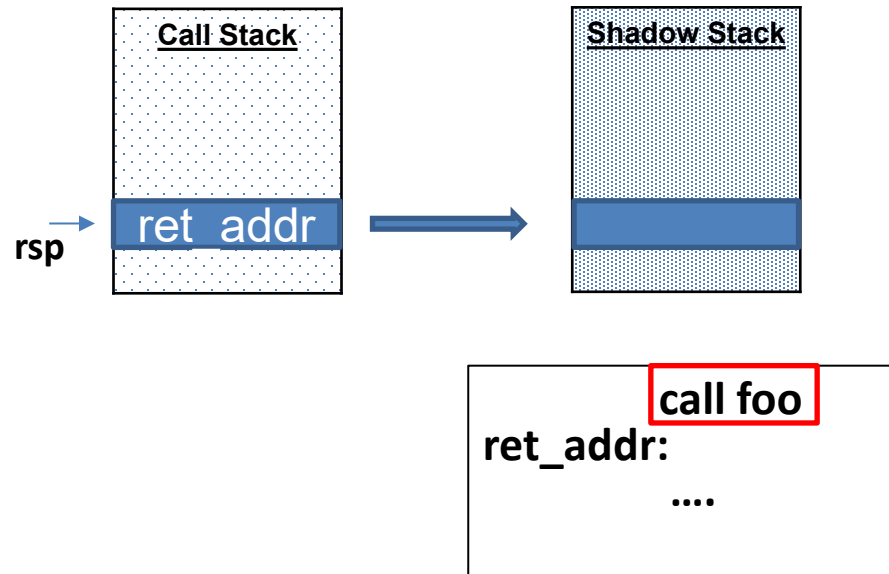 Call Stack
Shadow Stack
rsp
ret_addr
call foo
ret_addr:
....